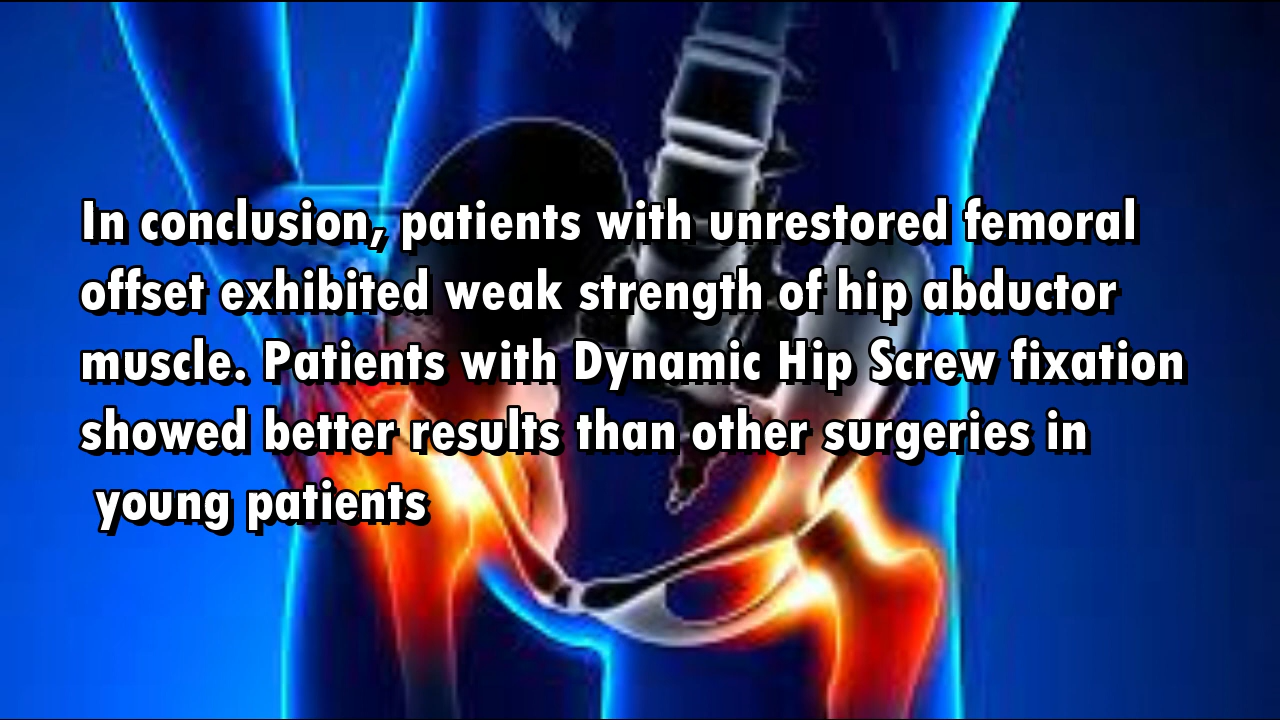 In conclusion, patients with unrestored femoral
offset exhibited weak strength of hip abductor
muscle. Patients with Dynamic Hip Screw fixation
showed better results than other surgeries in
young patients